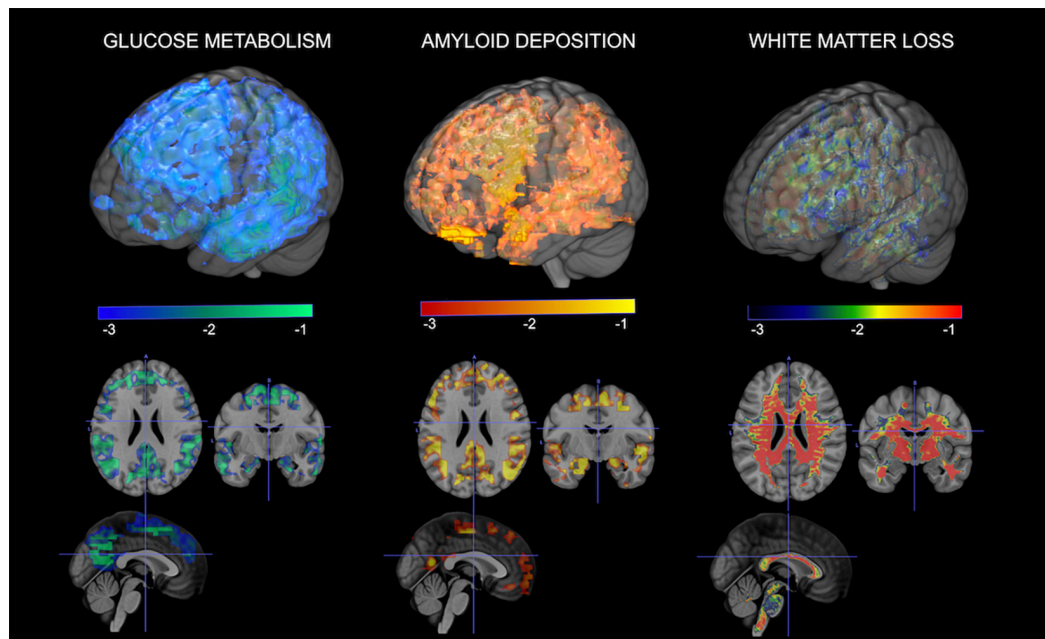 GLUCOSE METABOLISM
AMYLOID DEPOSITION
WHITE MATTER LOSS
-3 -2 -1
-3 -2 -1
-3 -2 -1
A
L
A
L
A
L